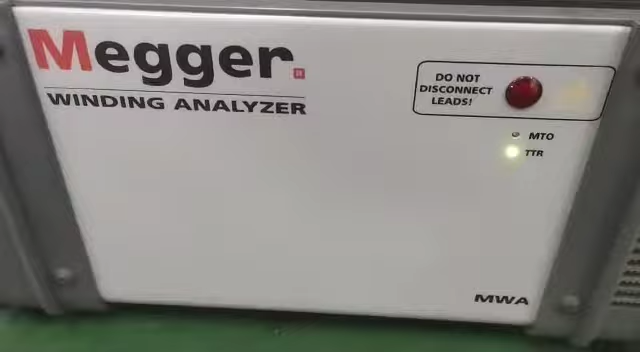 Megger.
WINDING ANALYZER
DO NOT
DISCONNECT
LEADS!
MTO
TTR
MWA